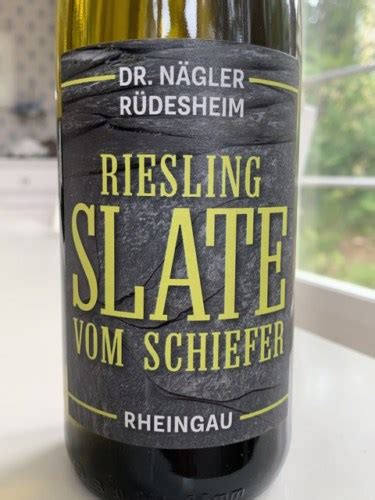 DR. NÄGLER
RÜDESHEIM
RIESLING
SLATE
VOM SCHIEFER
RHEINGAU